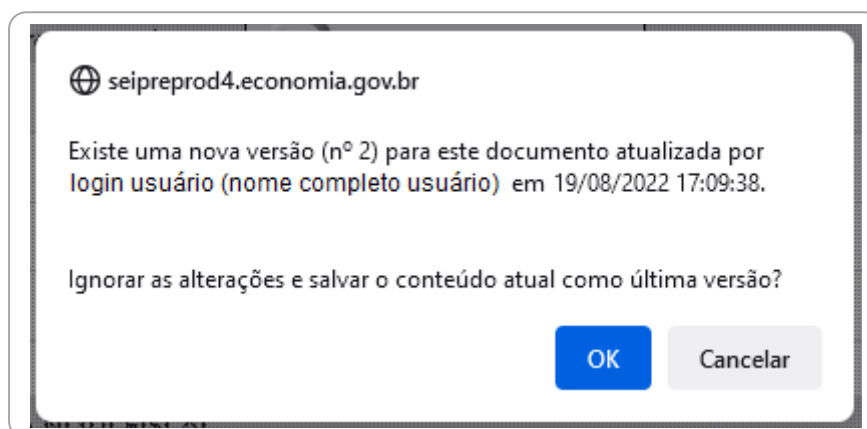 seipreprod4.economia.gov.br
Existe uma nova versão (nº 2) para este documento atualizada por
login usuário (nome completo usuário) em 19/08/2022 17:09:38.
Ignorar as alterações e salvar o conteúdo atual como última versão?
OK Cancelar